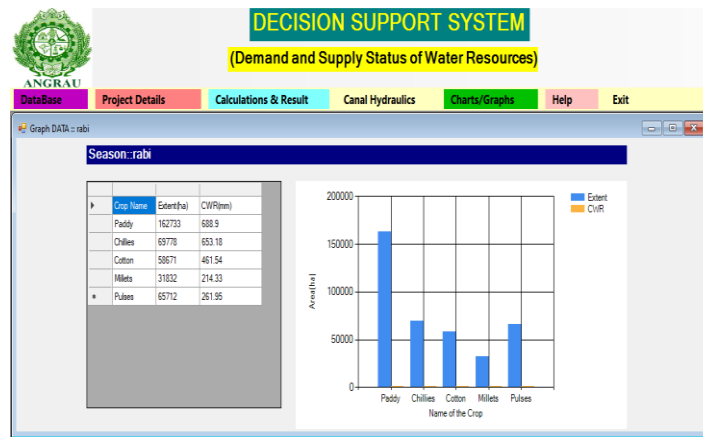 DECISION SUPPORT SYSTEM
(Demand and Supply Status of Water Resources)
ANGRAU
DataBase Project Details Calculations & Result Canal Hydraulics Charts/Graphs Help Exit
Graph DATA :: rabi
Season::rabi
Crop Name Extent(ha) CWR(mm)
Paddy 162733 688.9
Chillies 69778 653.18
Cotton 58671 461.54
Millets 31832 214.33
Pulses 65712 261.95
200000
150000
100000
50000
0
Area(ha)
Paddy Chillies Cotton Millets Pulses
Name of the Crop
Extent
CWR